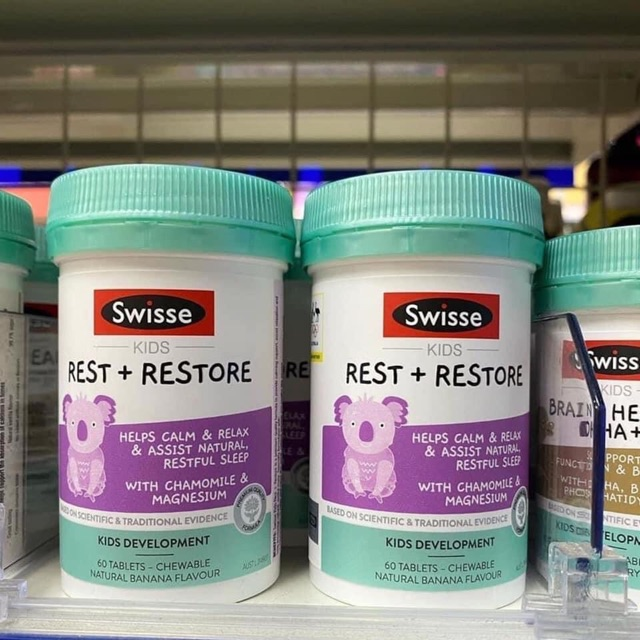 Swisse
KIDS
REST + RESTORE
HELPS CALM & RELAX
& ASSIST NATURAL,
RESTFUL SLEEP
WITH CHAMOMILE &
MAGNESIUM
BASED ON SCIENTIFIC & TRADITIONAL EVIDENCE
KIDS DEVELOPMENT
60 TABLETS – CHEWABLE
NATURAL BANANA FLAVOUR
Swisse
KIDS
REST + RESTORE
HELPS CALM & RELAX
& ASSIST NATURAL,
RESTFUL SLEEP
WITH CHAMOMILE &
MAGNESIUM
BASED ON SCIENTIFIC & TRADITIONAL EVIDENCE
KIDS DEVELOPMENT
60 TABLETS – CHEWABLE
NATURAL BANANA FLAVOUR
Swiss
KIDS
BRAIN